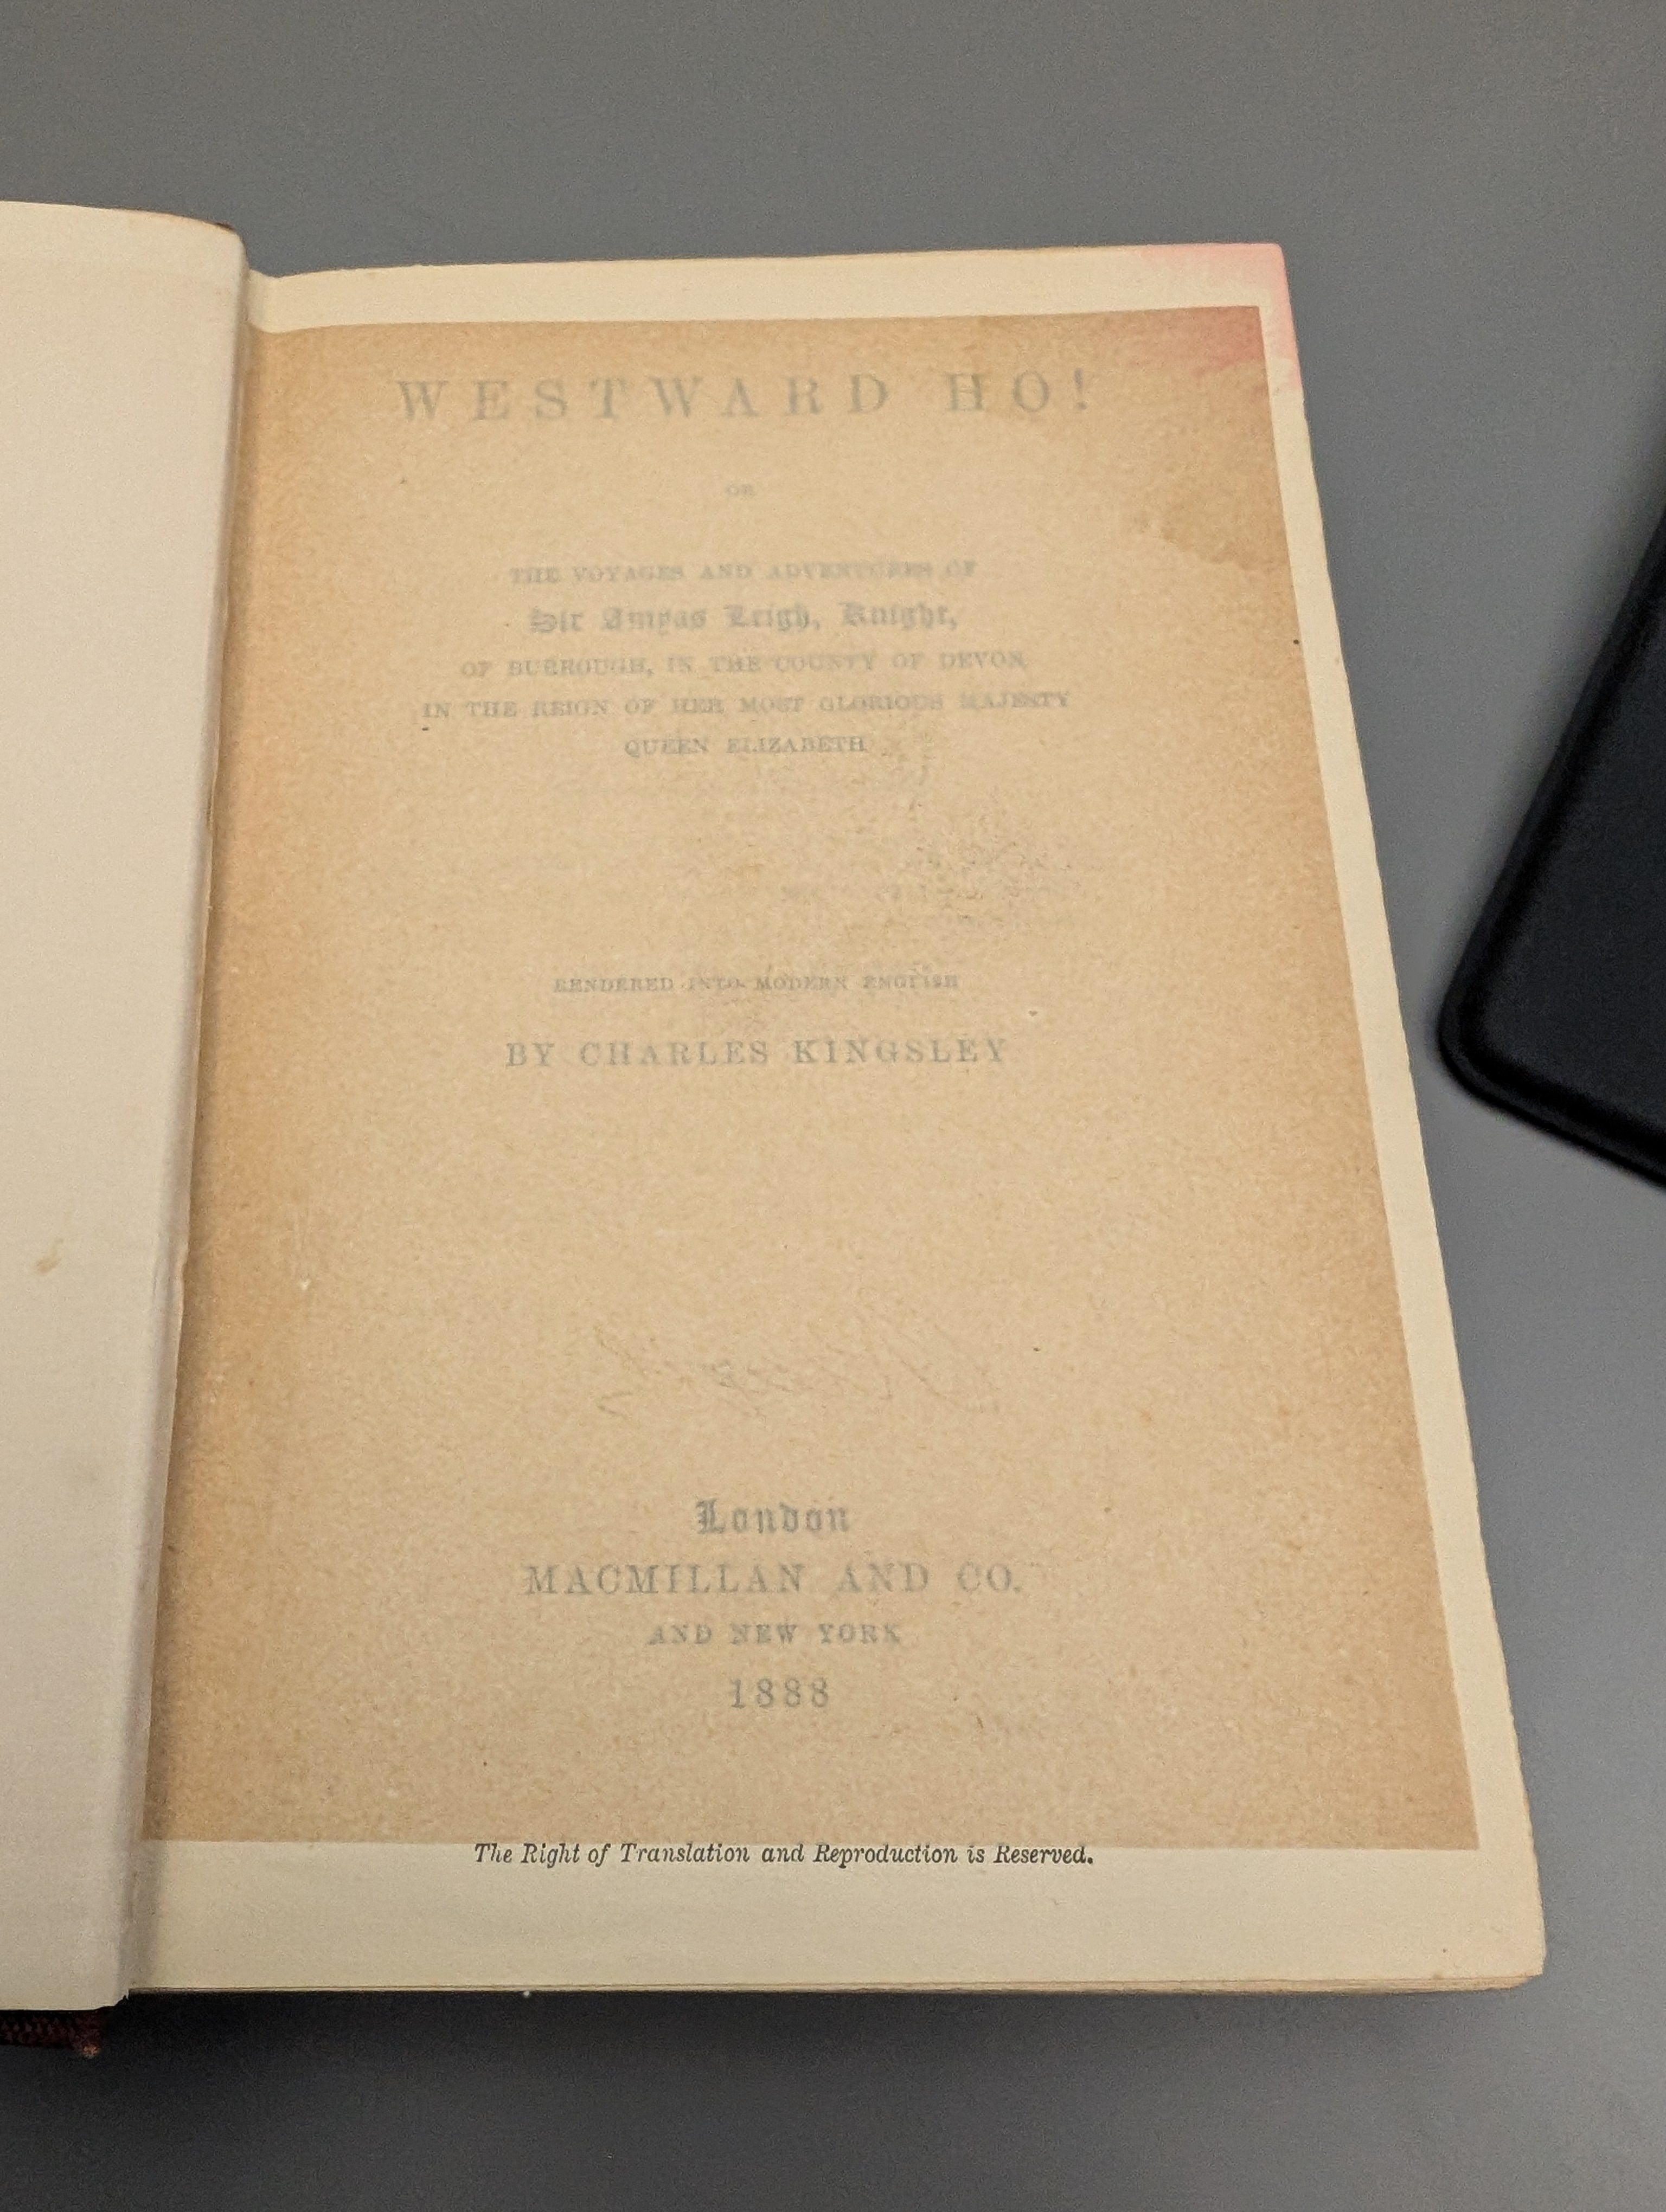 WESTWARD HO!
OR
THE VOYAGES AND ADVENTURES OF
Sir Amyas Leigh, Knight,
OF BURROUGH, IN THE COUNTY OF DEVON
IN THE REIGN OF HER MOST GLORIOUS MAJESTY
QUEEN ELIZABETH
RENDERED INTO MODERN ENGLISH
BY CHARLES KINGSLEY
London
MACMILLAN AND CO.
AND NEW YORK
1888
The Right of Translation and Reproduction is Reserved.